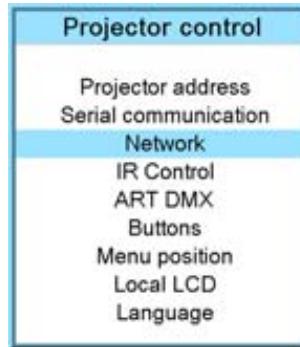 Projector control
Projector address
Serial communication
Network
IR Control
ART DMX
Buttons
Menu position
Local LCD
Language